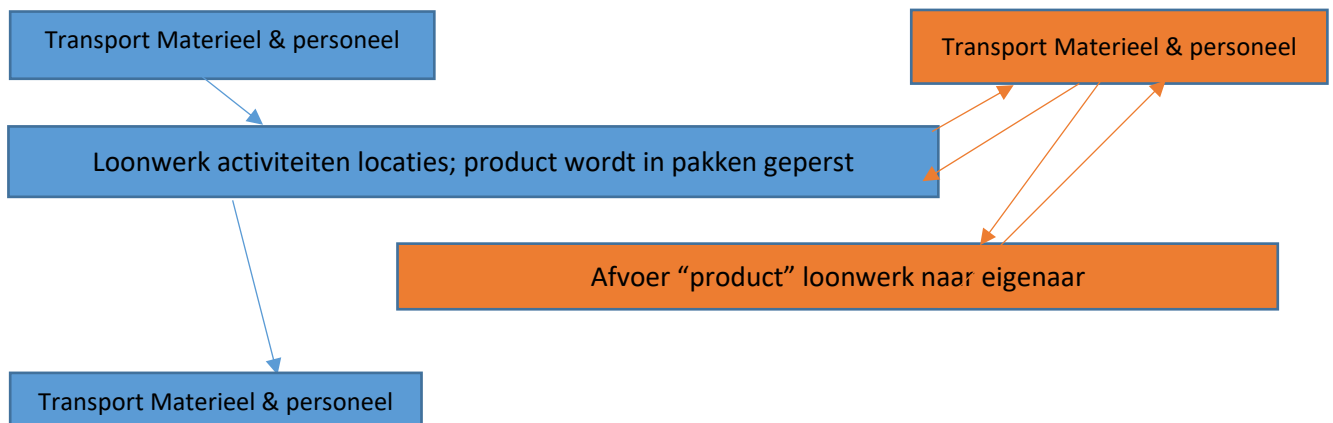 Transport Materieel & personeel
Transport Materieel & personeel
Loonwerk activiteiten locaties; product wordt in pakken geperst
Afvoer “product” loonwerk naar eigenaar
Transport Materieel & personeel